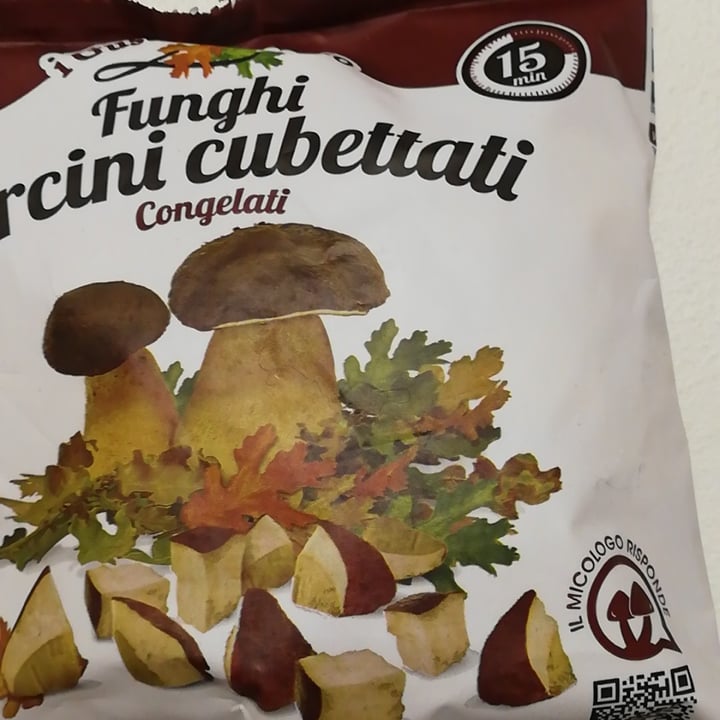 15
min
Funghi
rcini cubettati
Congelati
IL MICOLOGO RISPONDE